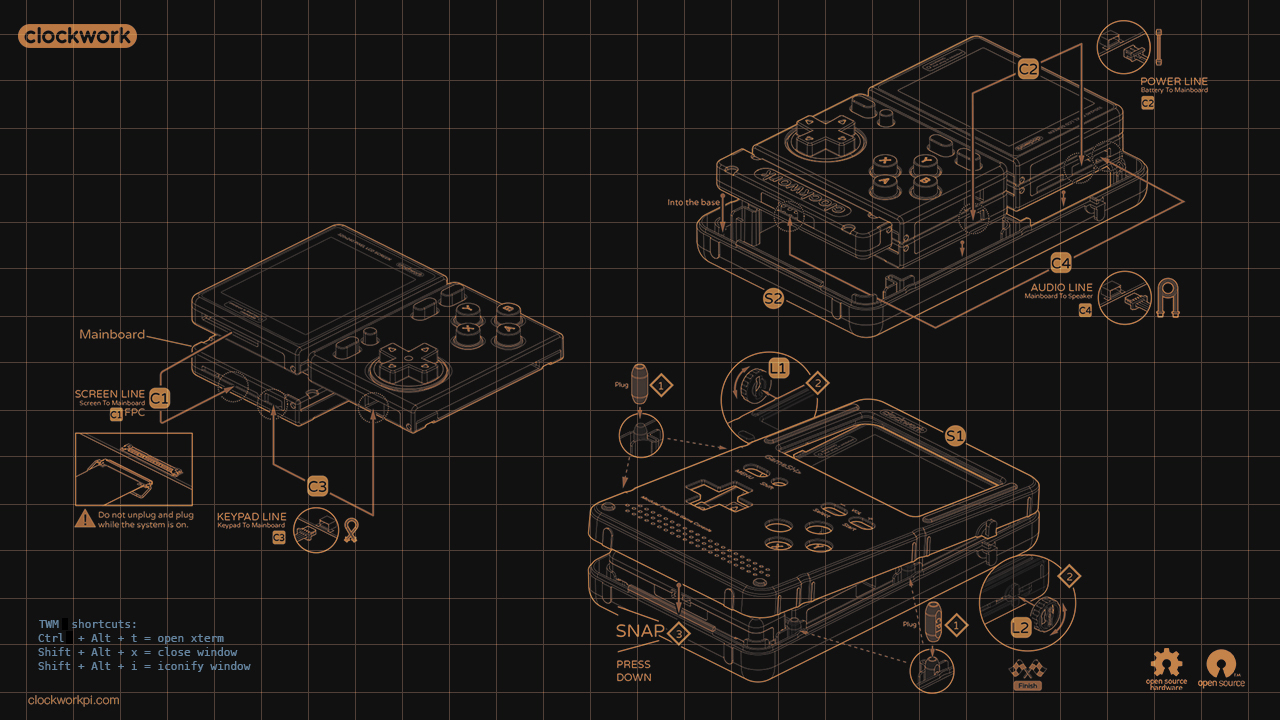 clockwork
C2
POWER LINE
Battery To Mainboard
C2
X
Y
A
B
clockwork
Into the base
S2
C4
AUDIO LINE
Mainboard To Speaker
C4
Mainboard
Y
B
X
A
SCREEN LINE
Screen To Mainboard
C1 FPC
C1
Do not unplug and plug
while the system is on.
C3
KEYPAD LINE
Keypad To Mainboard
C3
Plug
1
L1
2
S1
GameShell
MENU
SNAP
3
PRESS
DOWN
Plug
1
L2
2
Finish
open source
hardware
open source
TWM shortcuts:
Ctrl + Alt + t = open xterm
Shift + Alt + x = close window
Shift + Alt + i = iconify window
clockworkpi.com